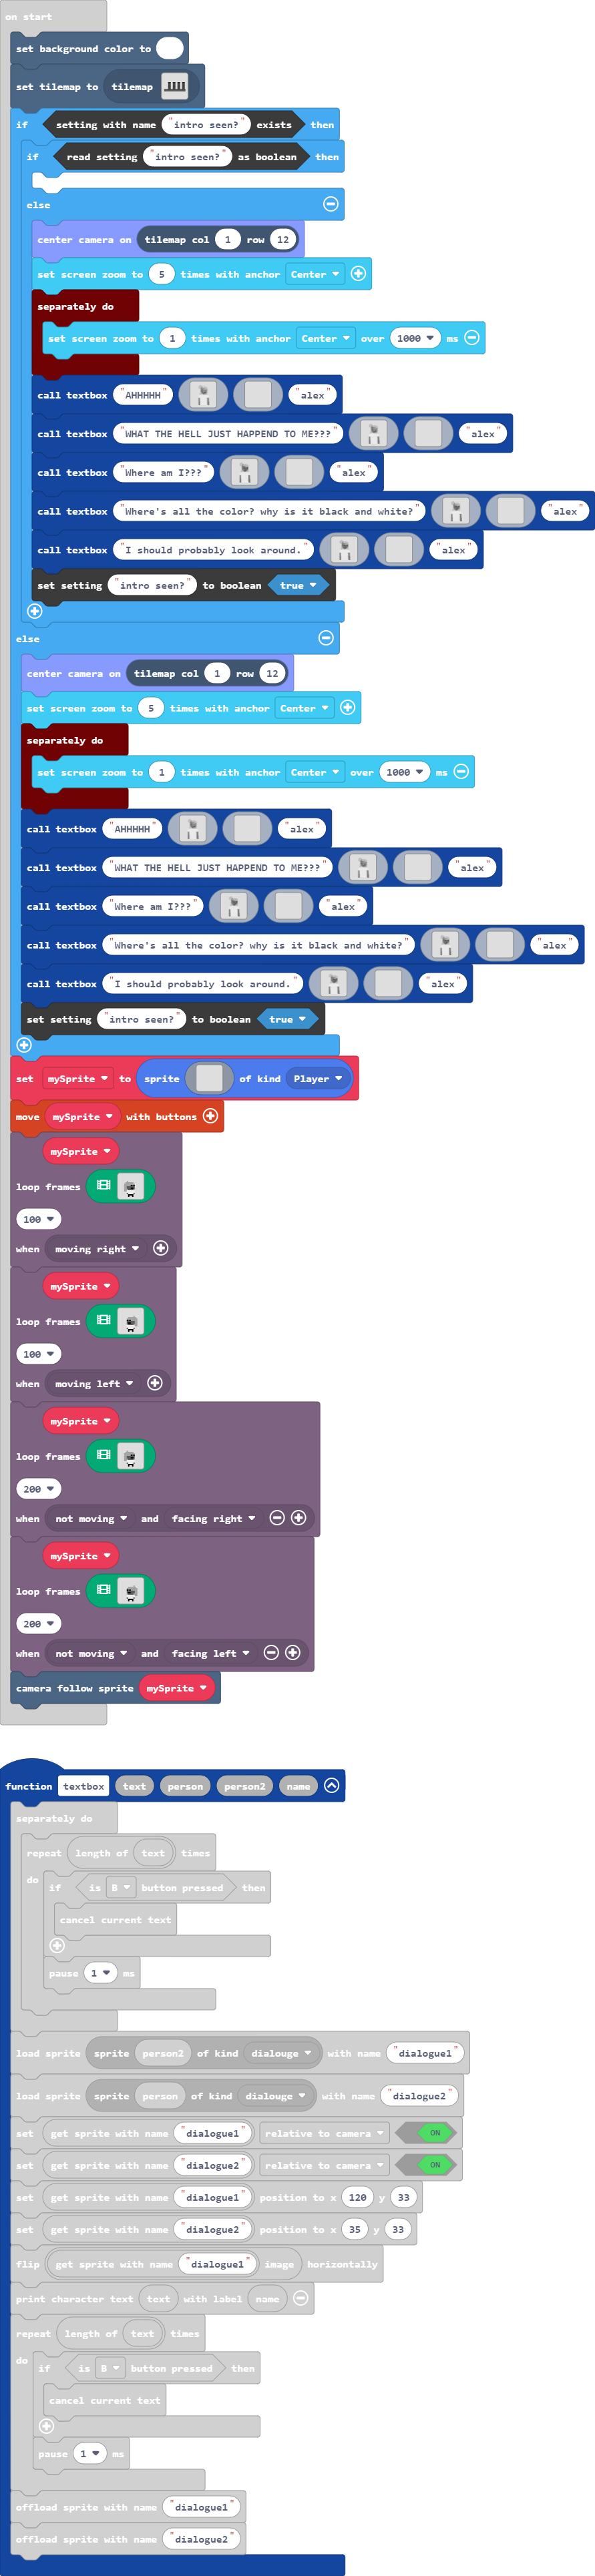 on start
set background color to
set tilemap to tilemap
if setting with name "intro seen?" exists then
if read setting "intro seen?" as boolean then
else
center camera on tilemap col 1 row 12
set screen zoom to 5 times with anchor Center
separately do
set screen zoom to 1 times with anchor Center over 1000 ms
call textbox "AHHHHH" "alex"
call textbox "WHAT THE HELL JUST HAPPEND TO ME???" "alex"
call textbox "Where am I???" "alex"
call textbox "Where's all the color? why is it black and white?" "alex"
call textbox "I should probably look around." "alex"
set setting "intro seen?" to boolean true
else
center camera on tilemap col 1 row 12
set screen zoom to 5 times with anchor Center
separately do
set screen zoom to 1 times with anchor Center over 1000 ms
call textbox "AHHHHH" "alex"
call textbox "WHAT THE HELL JUST HAPPEND TO ME???" "alex"
call textbox "Where am I???" "alex"
call textbox "Where's all the color? why is it black and white?" "alex"
call textbox "I should probably look around." "alex"
set setting "intro seen?" to boolean true
set mySprite to sprite of kind Player
move mySprite with buttons
mySprite
loop frames
100
when moving right
mySprite
loop frames
100
when moving left
mySprite
loop frames
200
when not moving and facing right
mySprite
loop frames
200
when not moving and facing left
camera follow sprite mySprite
function textbox text person person2 name
separately do
repeat length of text times
do if is B button pressed then
cancel current text
pause 1 ms
load sprite sprite person2 of kind dialouge with name "dialogue1"
load sprite sprite person of kind dialouge with name "dialogue2"
set get sprite with name "dialogue1" relative to camera ON
set get sprite with name "dialogue2" relative to camera ON
set get sprite with name "dialogue1" position to x 120 y 33
set get sprite with name "dialogue2" position to x 35 y 33
flip get sprite with name "dialogue1" image horizontally
print character text text with label name
repeat length of text times
do if is B button pressed then
cancel current text
pause 1 ms
offload sprite with name "dialogue1"
offload sprite with name "dialogue2"